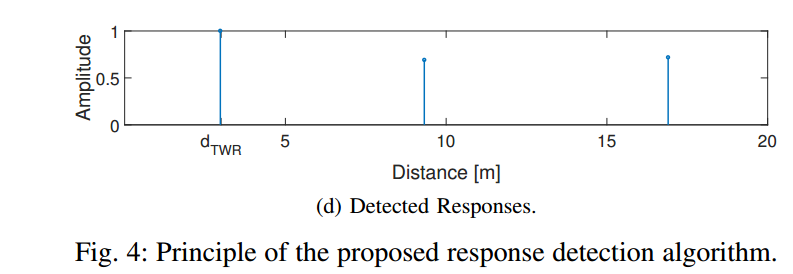 1
0.5
0
Amplitude
d_TWR 5 10 15 20
Distance [m]
(d) Detected Responses.
Fig. 4: Principle of the proposed response detection algorithm.